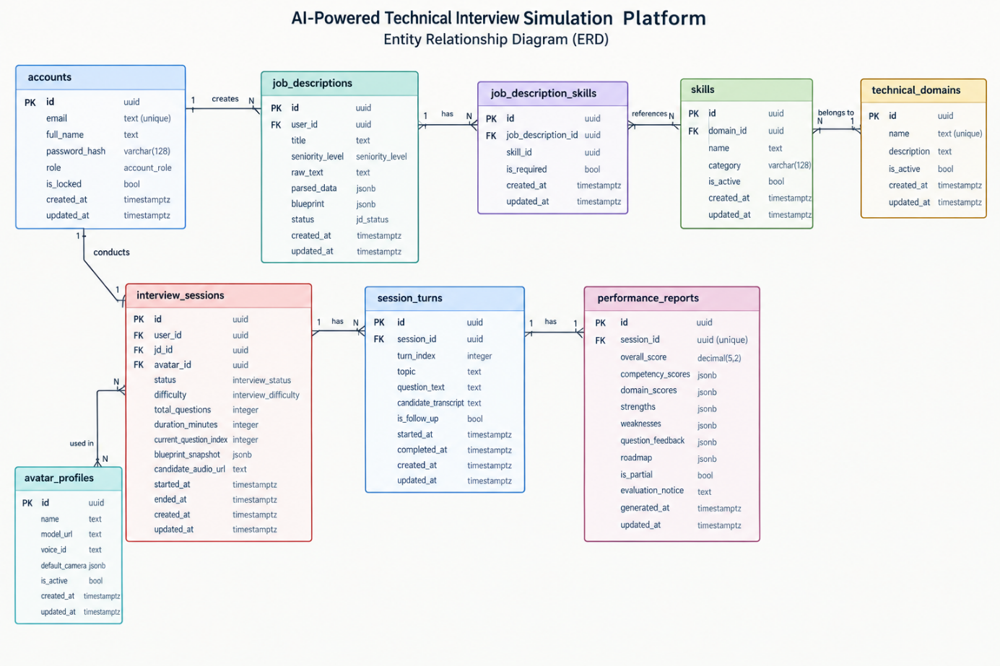 AI-Powered Technical Interview Simulation Platform
Entity Relationship Diagram (ERD)
accounts
PK id uuid
email text (unique)
full_name text
password_hash varchar(128)
role account_role
is_locked bool
created_at timestamptz
updated_at timestamptz
1 creates N
job_descriptions
PK id uuid
FK user_id uuid
title text
seniority_level seniority_level
raw_text text
parsed_data jsonb
blueprint jsonb
status jd_status
created_at timestamptz
updated_at timestamptz
1 has N
job_description_skills
PK id uuid
FK job_description_id uuid
skill_id uuid
is_required bool
created_at timestamptz
updated_at timestamptz
references N
skills
PK id uuid
FK domain_id uuid
name text
category varchar(128)
is_active bool
created_at timestamptz
updated_at timestamptz
belongs to
N 1
technical_domains
PK id uuid
name text (unique)
description text
is_active bool
created_at timestamptz
updated_at timestamptz
1
conducts
1
interview_sessions
PK id uuid
FK user_id uuid
FK jd_id uuid
FK avatar_id uuid
status interview_status
difficulty interview_difficulty
total_questions integer
duration_minutes integer
current_question_index integer
blueprint_snapshot jsonb
candidate_audio_url text
started_at timestamptz
ended_at timestamptz
created_at timestamptz
updated_at timestamptz
1 has N
session_turns
PK id uuid
FK session_id uuid
turn_index integer
topic text
question_text text
candidate_transcript text
is_follow_up bool
started_at timestamptz
completed_at timestamptz
created_at timestamptz
updated_at timestamptz
1 has 1
performance_reports
PK id uuid
FK session_id uuid (unique)
overall_score decimal(5,2)
competency_scores jsonb
domain_scores jsonb
strengths jsonb
weaknesses jsonb
question_feedback jsonb
roadmap jsonb
is_partial bool
evaluation_notice text
generated_at timestamptz
updated_at timestamptz
N
used in
N
avatar_profiles
PK id uuid
name text
model_url text
voice_id text
default_camera jsonb
is_active bool
created_at timestamptz
updated_at timestamptz